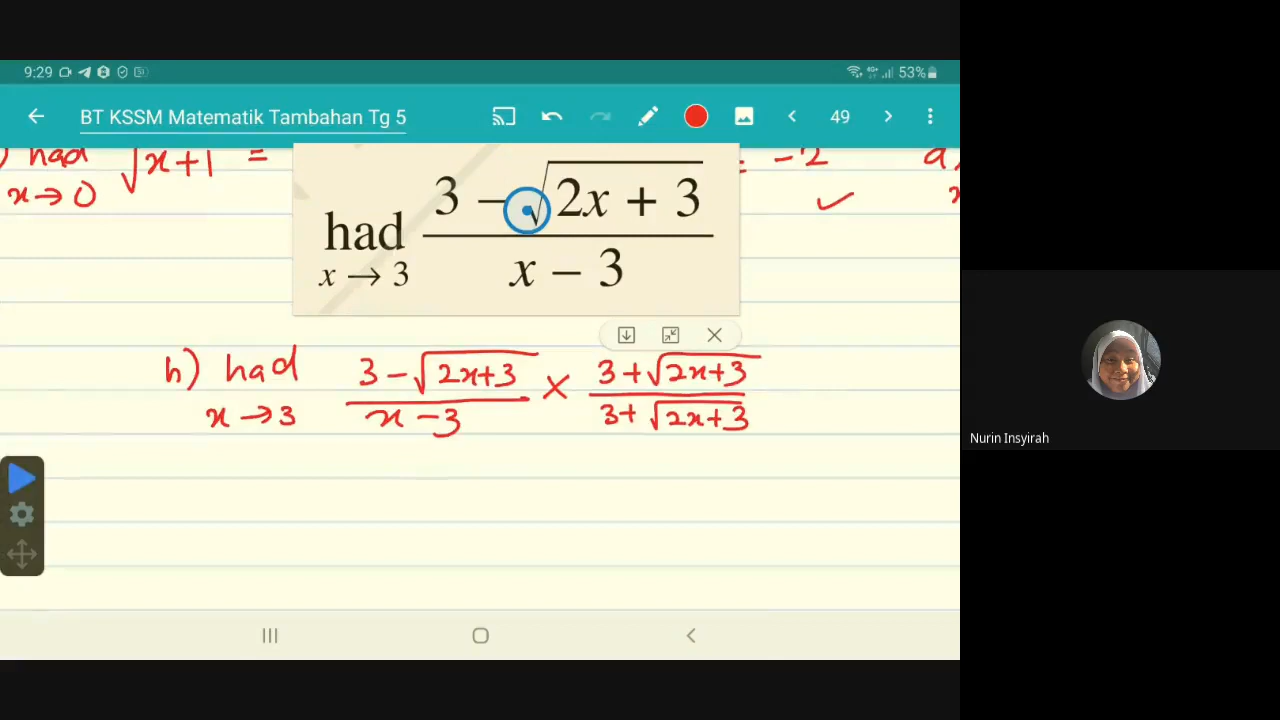 9:29 53%
BT KSSM Matematik Tambahan Tg 5 49
had √x+1 = = -2 a
x→0
3 − √2x + 3
had
x − 3
x → 3
h) had 3-√2x+3 × 3+√2x+3
x→3 x-3 3+√2x+3
Nurin Insyirah